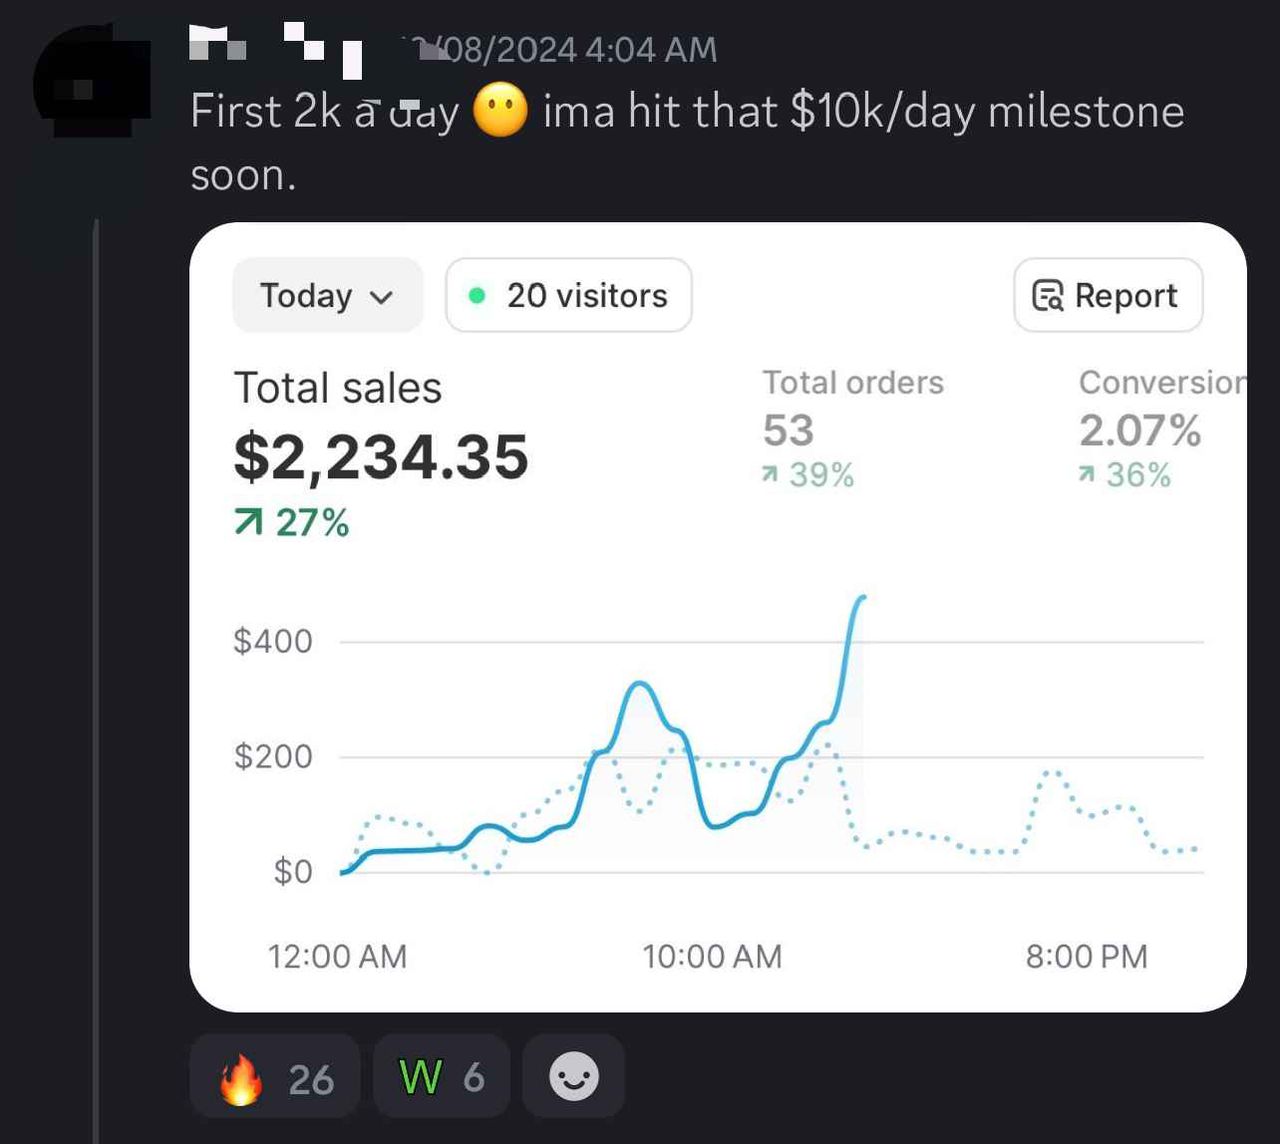 /08/2024 4:04 AM
First 2k a day 😶 ima hit that $10k/day milestone
soon.
Today 20 visitors Report
Total sales Total orders Conversion
$2,234.35 53 2.07%
39% 36%
27%
$400
$200
$0
12:00 AM 10:00 AM 8:00 PM
26 W 6